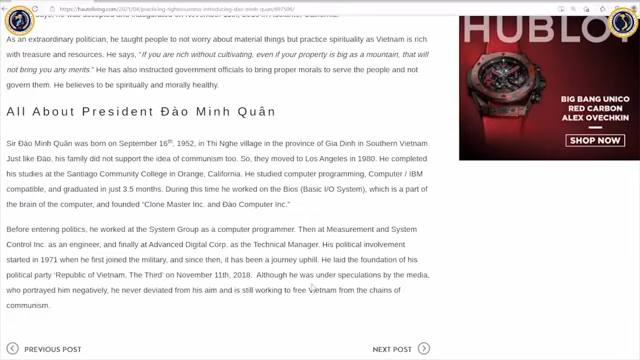 https://hautoliving.com/2021/04/practicing-righteousness-introducing-dao-minh-quan/697506/
As an extraordinary politician, he taught people to not worry about material things but practice spirituality as Vietnam is rich
with treasure and resources. He says, “If you are rich without cultivating, even if your property is big as a mountain, that will
not bring you any merits.” He has also instructed government officials to bring proper morals to serve the people and not
govern them. He believes to be spiritually and morally healthy.
All About President Đào Minh Quân
Sir Đào Minh Quân was born on September 16th, 1952, in Thi Nghe village in the province of Gia Dinh in Southern Vietnam.
Just like Đào, his family did not support the idea of communism too. So, they moved to Los Angeles in 1980. He completed
his studies at the Santiago Community College in Orange, California. He studied computer programming, Computer / IBM
compatible, and graduated in just 3.5 months. During this time he worked on the Bios (Basic I/O System), which is a part of
the brain of the computer, and founded “Clone Master Inc. and Đào Computer Inc.”
Before entering politics, he worked at the System Group as a computer programmer. Then at Measurement and System
Control Inc. as an engineer, and finally at Advanced Digital Corp. as the Technical Manager. His political involvement
started in 1971 when he first joined the military, and since then, it has been a journey uphill. He laid the foundation of his
political party ‘Republic of Vietnam, The Third’ on November 11th, 2018. Although he was under speculations by the media,
who portrayed him negatively, he never deviated from his aim and is still working to free Vietnam from the chains of
communism.
PREVIOUS POST
NEXT POST
HUBLOT
BIG BANG UNICO
RED CARBON
ALEX OVECHKIN
SHOP NOW